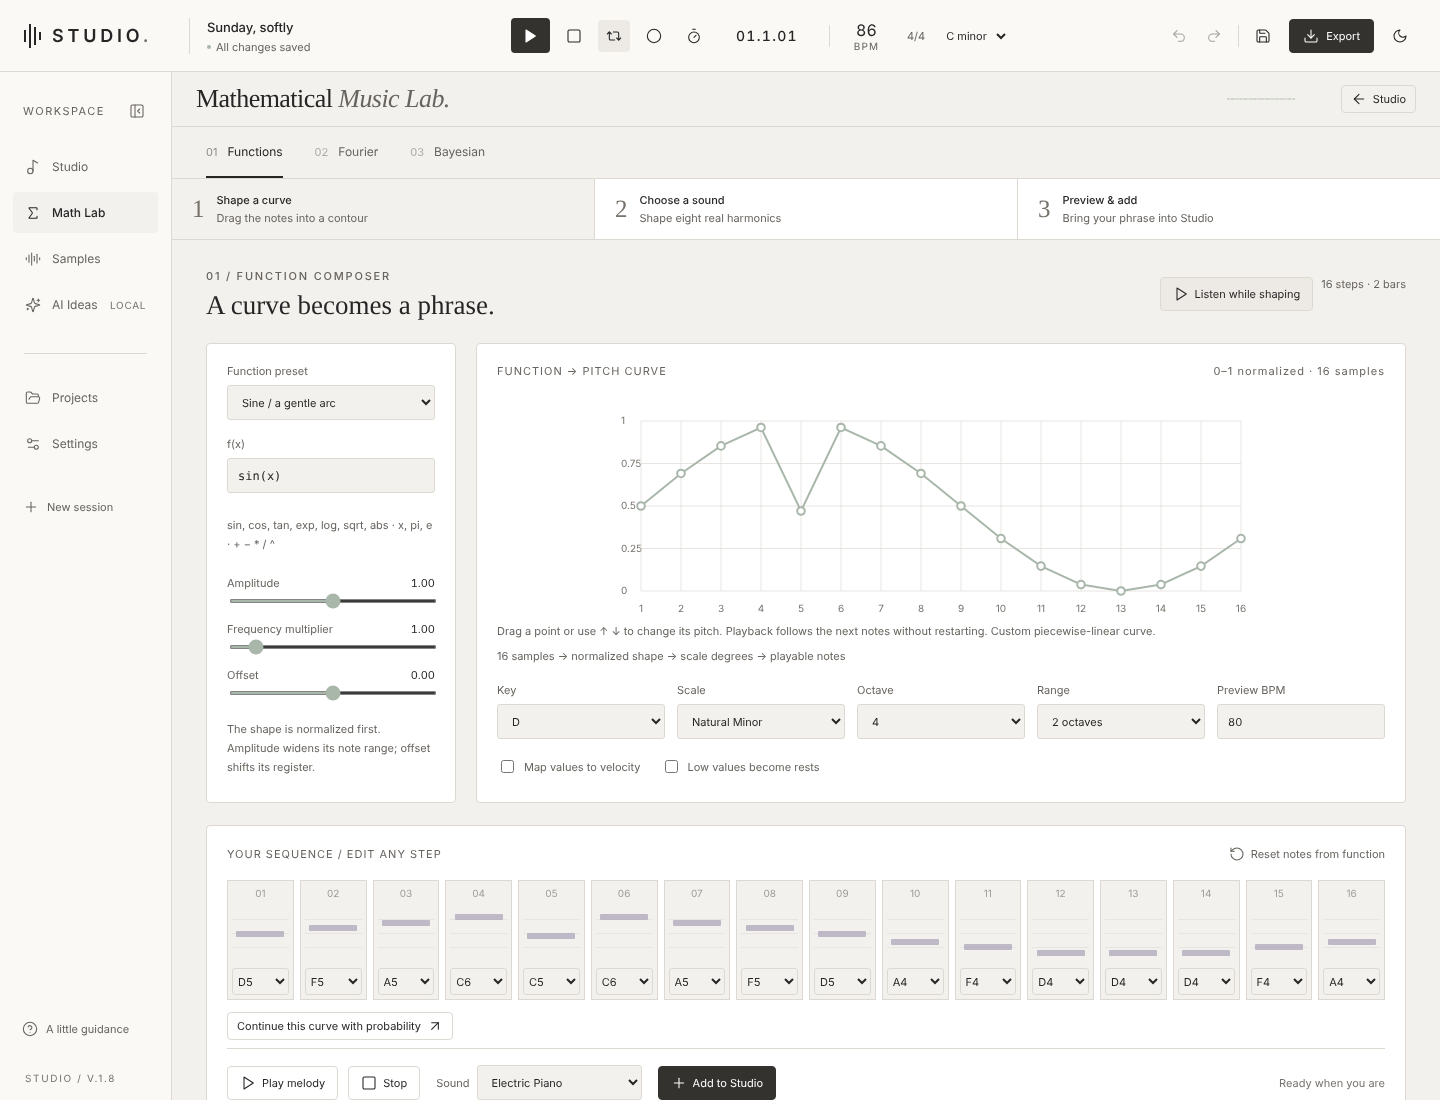 STUDIO.
Sunday, softly
All changes saved
01.1.01
86
BPM
4/4
C minor
Export
WORKSPACE
Studio
Math Lab
Samples
AI Ideas LOCAL
Projects
Settings
New session
A little guidance
STUDIO / V.1.8
Mathematical Music Lab.
Studio
01 Functions
02 Fourier
03 Bayesian
1 Shape a curve
Drag the notes into a contour
2 Choose a sound
Shape eight real harmonics
3 Preview & add
Bring your phrase into Studio
01 / FUNCTION COMPOSER
A curve becomes a phrase.
Listen while shaping
16 steps · 2 bars
Function preset
Sine / a gentle arc
f(x)
sin(x)
sin, cos, tan, exp, log, sqrt, abs · x, pi, e
· + − * / ^
Amplitude 1.00
Frequency multiplier 1.00
Offset 0.00
The shape is normalized first.
Amplitude widens its note range; offset
shifts its register.
FUNCTION → PITCH CURVE
0–1 normalized · 16 samples
1
0.75
0.5
0.25
0
1 2 3 4 5 6 7 8 9 10 11 12 13 14 15 16
Drag a point or use ↑ ↓ to change its pitch. Playback follows the next notes without restarting. Custom piecewise-linear curve.
16 samples → normalized shape → scale degrees → playable notes
Key Scale Octave Range Preview BPM
D Natural Minor 4 2 octaves 80
Map values to velocity Low values become rests
YOUR SEQUENCE / EDIT ANY STEP
Reset notes from function
01 02 03 04 05 06 07 08 09 10 11 12 13 14 15 16
D5 F5 A5 C6 C5 C6 A5 F5 D5 A4 F4 D4 D4 D4 F4 A4
Continue this curve with probability
Play melody
Stop
Sound Electric Piano
Add to Studio
Ready when you are